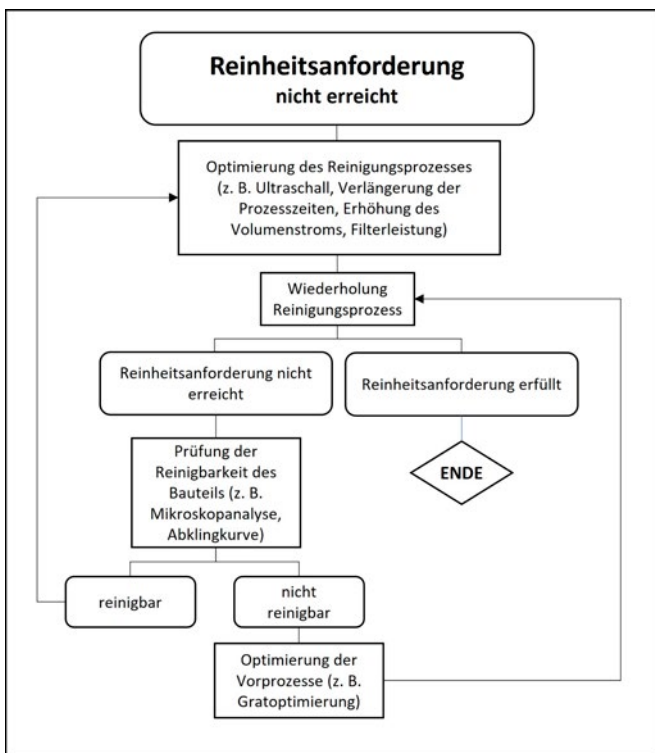 Reinheitsanforderung
nicht erreicht
Optimierung des Reinigungsprozesses
(z. B. Ultraschall, Verlängerung der
Prozesszeiten, Erhöhung des
Volumenstroms, Filterleistung)
Wiederholung
Reinigungsprozess
Reinheitsanforderung nicht
erreicht
Reinheitsanforderung erfüllt
Prüfung der
Reinigbarkeit des
Bauteils (z. B.
Mikroskopanalyse,
Abklingkurve)
ENDE
reinigbar
nicht
reinigbar
Optimierung der
Vorprozesse (z. B.
Gratoptimierung)